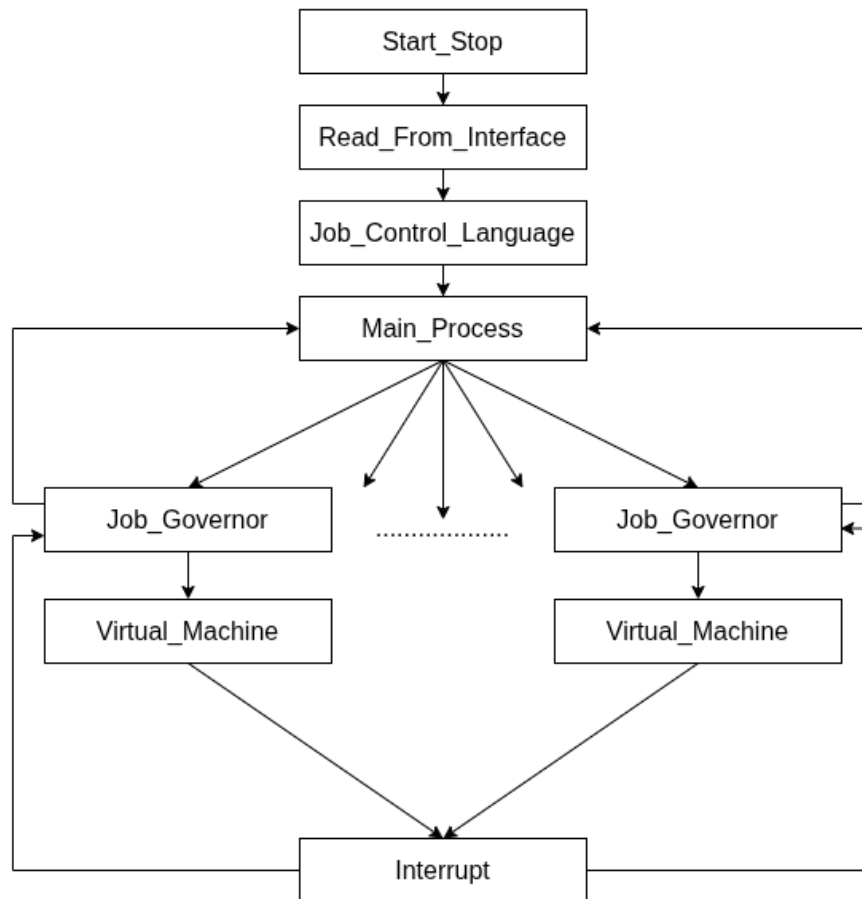 Start_Stop
Read_From_Interface
Job_Control_Language
Main_Process
Job_Governor
Job_Governor
Virtual_Machine
Virtual_Machine
Interrupt